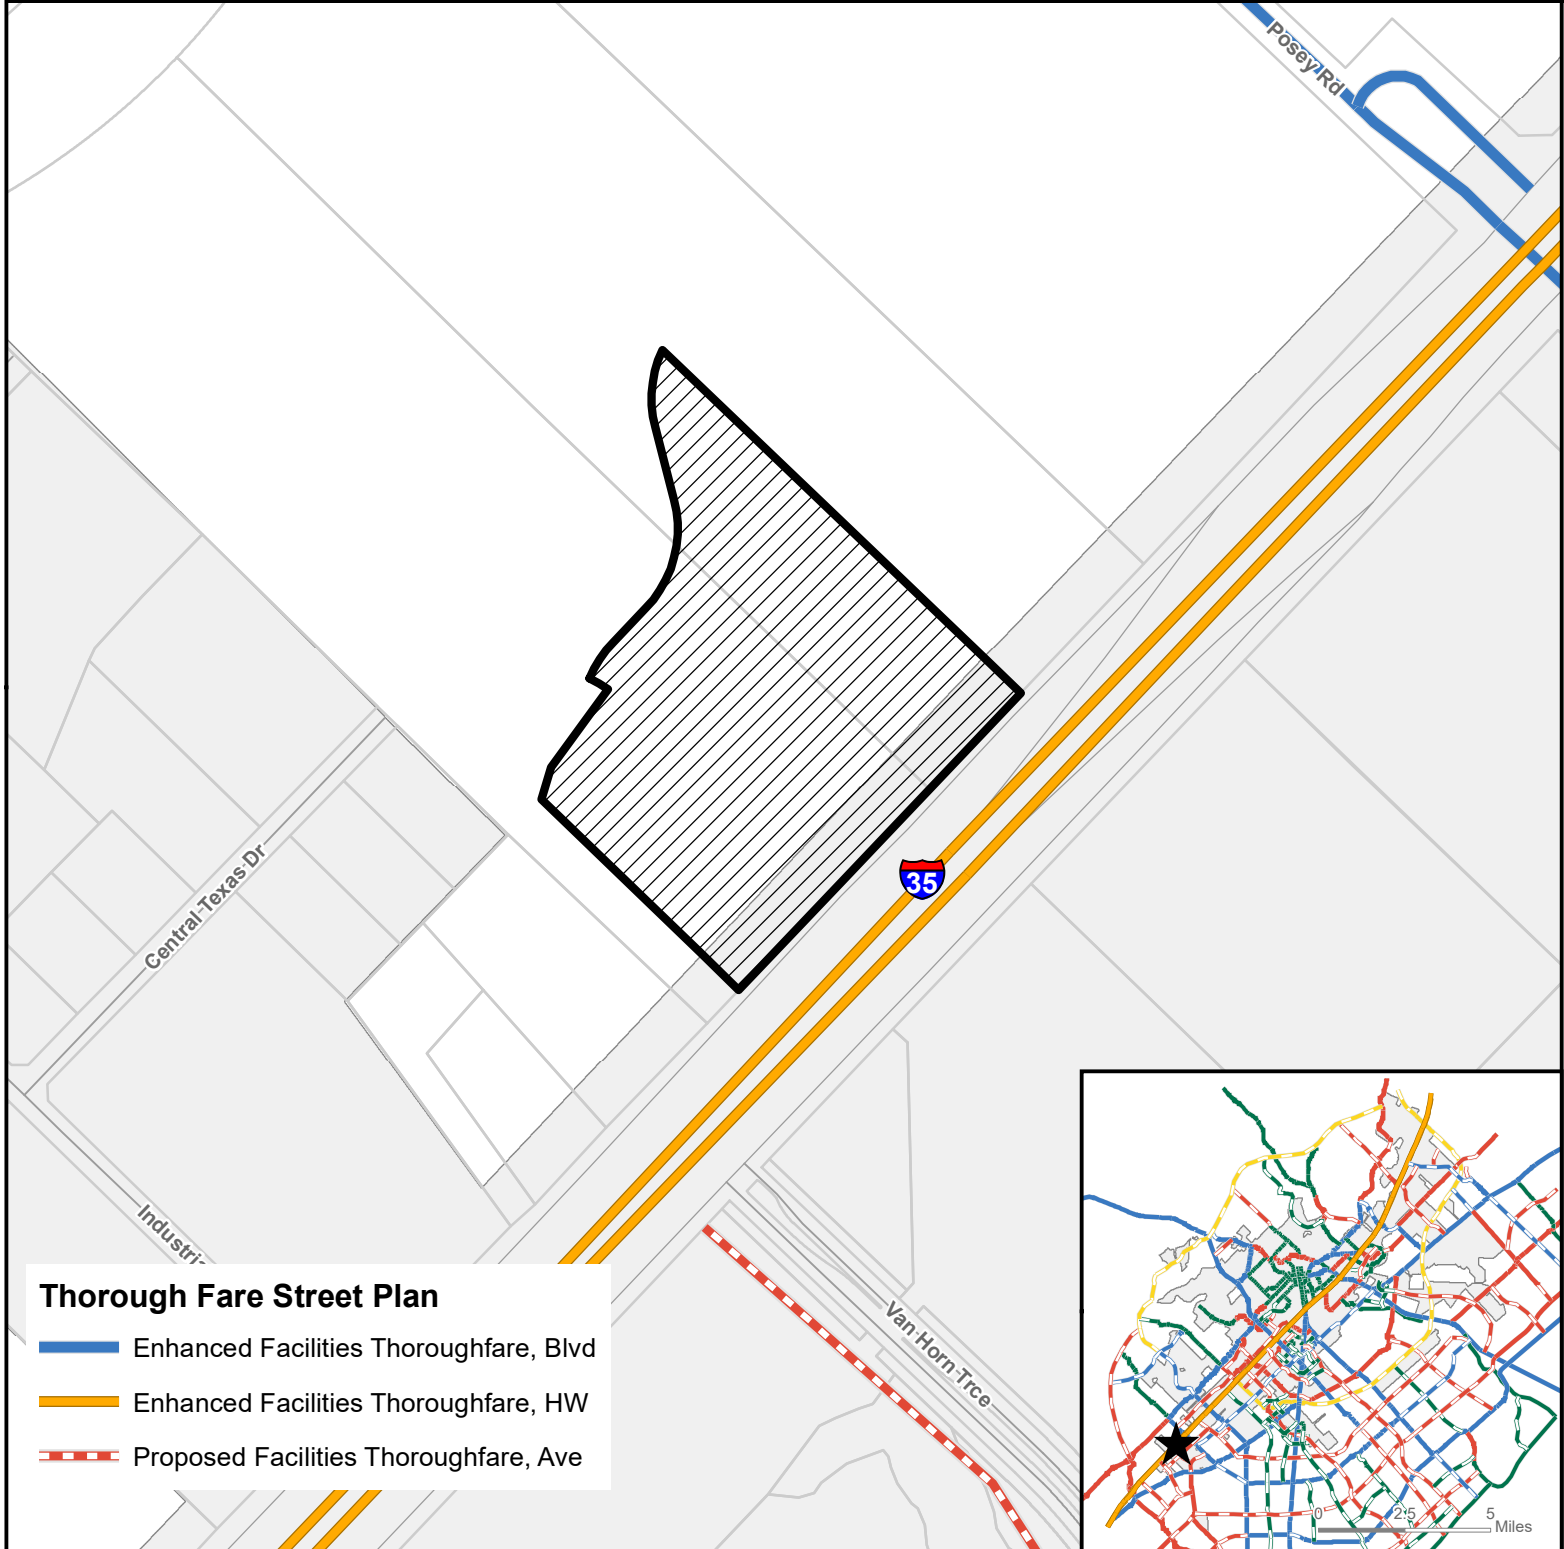 Posey Rd
35
Central Texas Dr
Industria
Thorough Fare Street Plan
Enhanced Facilities Thoroughfare, Blvd
Enhanced Facilities Thoroughfare, HW
Proposed Facilities Thoroughfare, Ave
Van Horn Trce
0 2.5 5
Miles